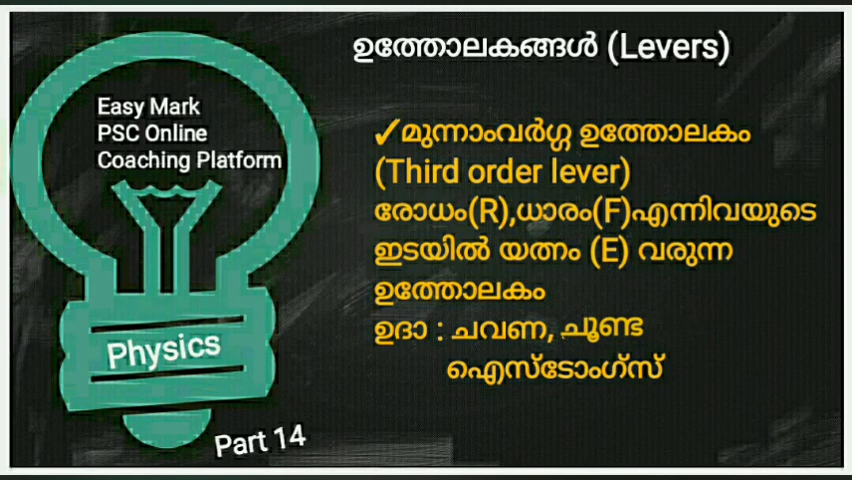 ഉത്തോലകങ്ങൾ (Levers)
Easy Mark
PSC Online
Coaching Platform
✓മുന്നാംവർഗ്ഗ ഉത്തോലകം
(Third order lever)
രോധം(R),ധാരം(F)എന്നിവയുടെ
ഇടയിൽ യത്നം (E) വരുന്ന
ഉത്തോലകം
ഉദാ : ചവണ, ചൂണ്ട
ഐസ്ടോംഗ്സ്
Physics
Part 14